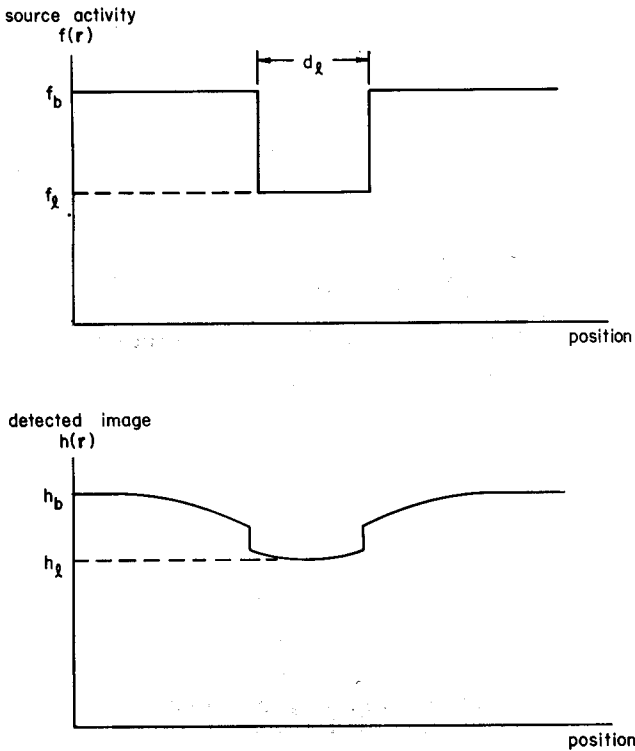 source activity
f(r)
d_ℓ
f_b
f_ℓ
position
detected image
h(r)
h_b
h_ℓ
position